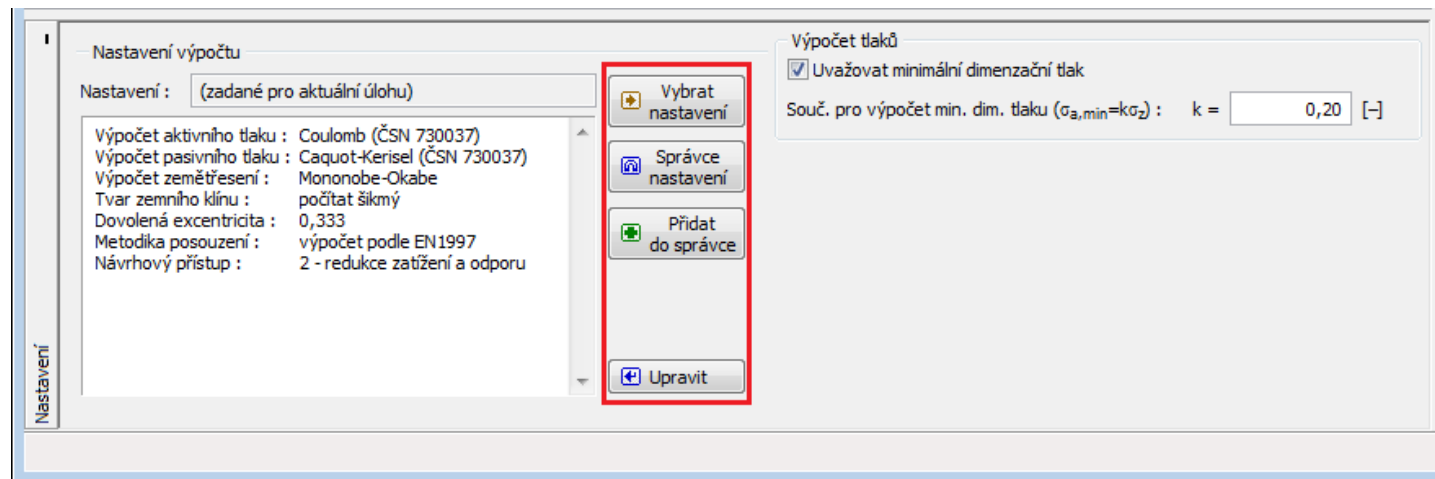 Nastavení výpočtu
Nastavení : (zadané pro aktuální úlohu)
Výpočet aktivního tlaku : Coulomb (ČSN 730037)
Výpočet pasivního tlaku : Caquot-Kerisel (ČSN 730037)
Výpočet zemětřesení : Mononobe-Okabe
Tvar zemního klínu : počítat šikmý
Dovolená excentricita : 0,333
Metodika posouzení : výpočet podle EN1997
Návrhový přístup : 2 - redukce zatížení a odporu
Vybrat
nastavení
Správce
nastavení
Přidat
do správce
Upravit
Výpočet tlaků
Uvažovat minimální dimenzační tlak
Souč. pro výpočet min. dim. tlaku (σa,min=kσz) : k = 0,20 [–]
Nastavení